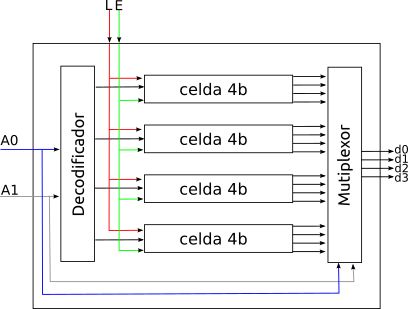 L E
A0
A1
Decodificador
celda 4b
celda 4b
celda 4b
celda 4b
Mutiplexor
d0
d1
d2
d3